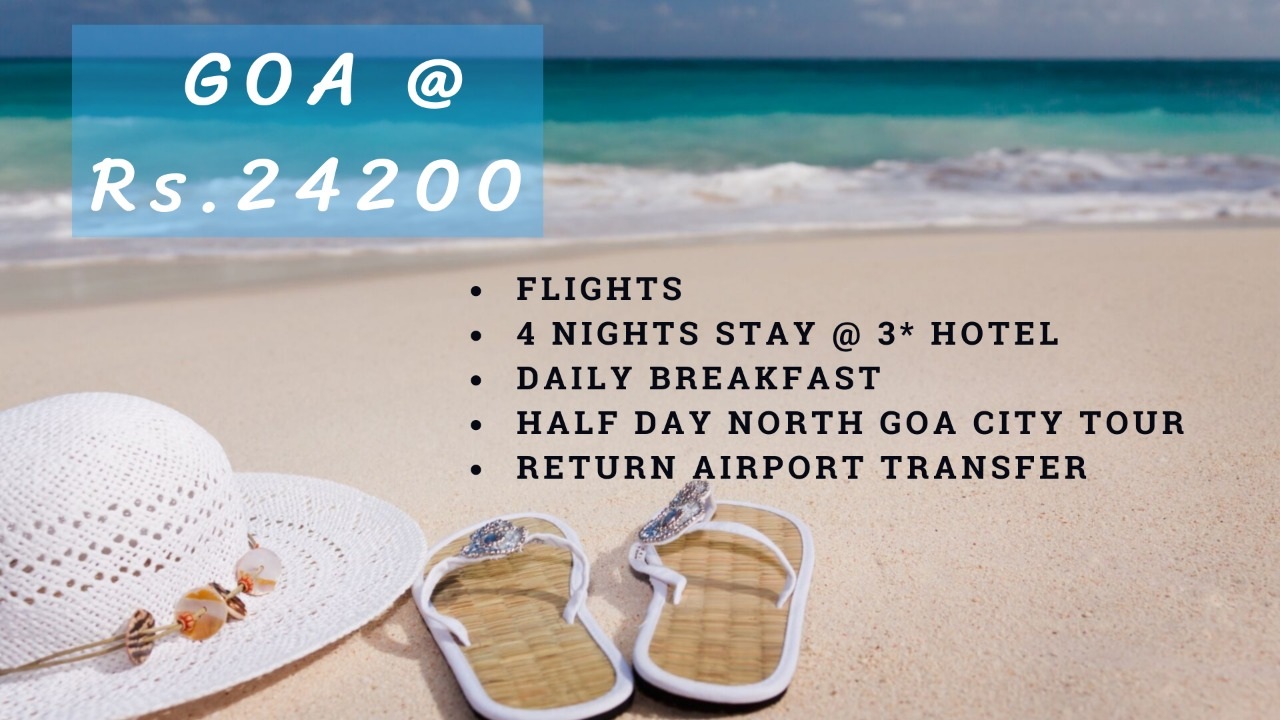 GOA @
Rs.24200
• FLIGHTS
• 4 NIGHTS STAY @ 3* HOTEL
• DAILY BREAKFAST
• HALF DAY NORTH GOA CITY TOUR
• RETURN AIRPORT TRANSFER